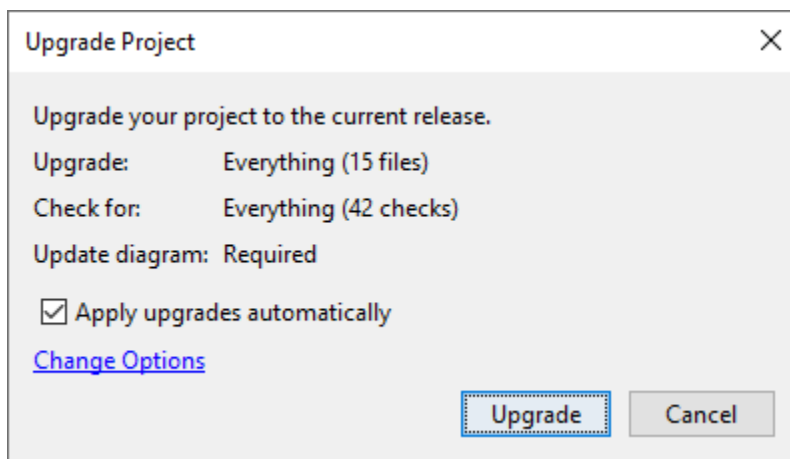 Upgrade Project
Upgrade your project to the current release.
Upgrade: Everything (15 files)
Check for: Everything (42 checks)
Update diagram: Required
Apply upgrades automatically
Change Options
Upgrade Cancel